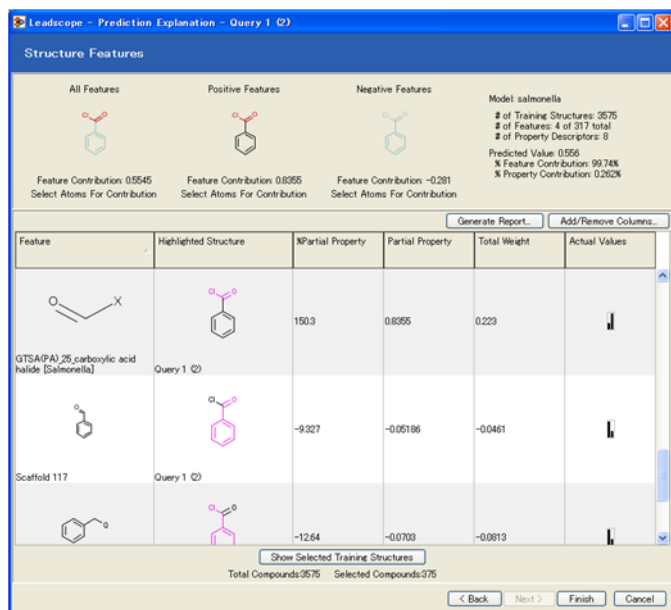 Leadscope - Prediction Explanation - Query 1 (2)
Structure Features
All Features
Positive Features
Negative Features
Cl O
Cl O
Cl O
Feature Contribution: 0.5545
Select Atoms For Contribution
Feature Contribution: 0.8355
Select Atoms For Contribution
Feature Contribution: -0.281
Select Atoms For Contribution
Model: salmonella
# of Training Structures: 3575
# of Features: 4 of 317 total
# of Property Descriptors: 8
Predicted Value: 0.556
% Feature Contribution: 99.74%
% Property Contribution: 0.262%
Generate Report... Add/Remove Columns...
Feature Highlighted Structure %Partial Property Partial Property Total Weight Actual Values
O X
Cl O
150.3 0.8355 0.223
GTSA(PA)_25_carboxylic acid
halide [Salmonella]
Query 1 (2)
O
Cl O
-9.327 -0.05186 -0.0461
Scaffold 117 Query 1 (2)
Q
Cl O
-12.64 -0.0703 -0.0813
Show Selected Training Structures
Total Compounds:3575 Selected Compounds:375
< Back Next > Finish Cancel